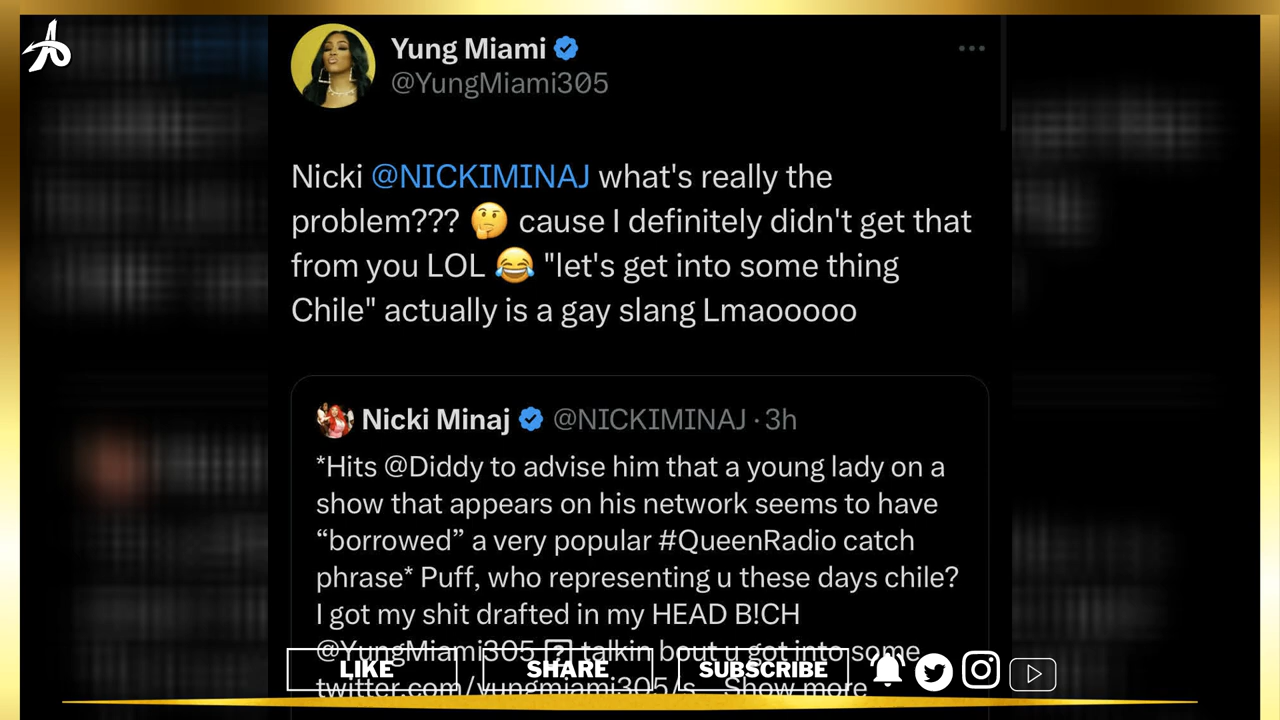 Yung Miami
@YungMiami305
Nicki @NICKIMINAJ what's really the
problem??? 🤔 cause I definitely didn't get that
from you LOL 😂 "let's get into some thing
Chile" actually is a gay slang Lmaooooo
Nicki Minaj @NICKIMINAJ · 3h
*Hits @Diddy to advise him that a young lady on a
show that appears on his network seems to have
“borrowed” a very popular #QueenRadio catch
phrase* Puff, who representing u these days chile?
I got my shit drafted in my HEAD B!CH
@YungMiami305 ? talkin bout u got into some
twitter.com/yungmiami305/s... Show more
LIKE SHARE SUBSCRIBE